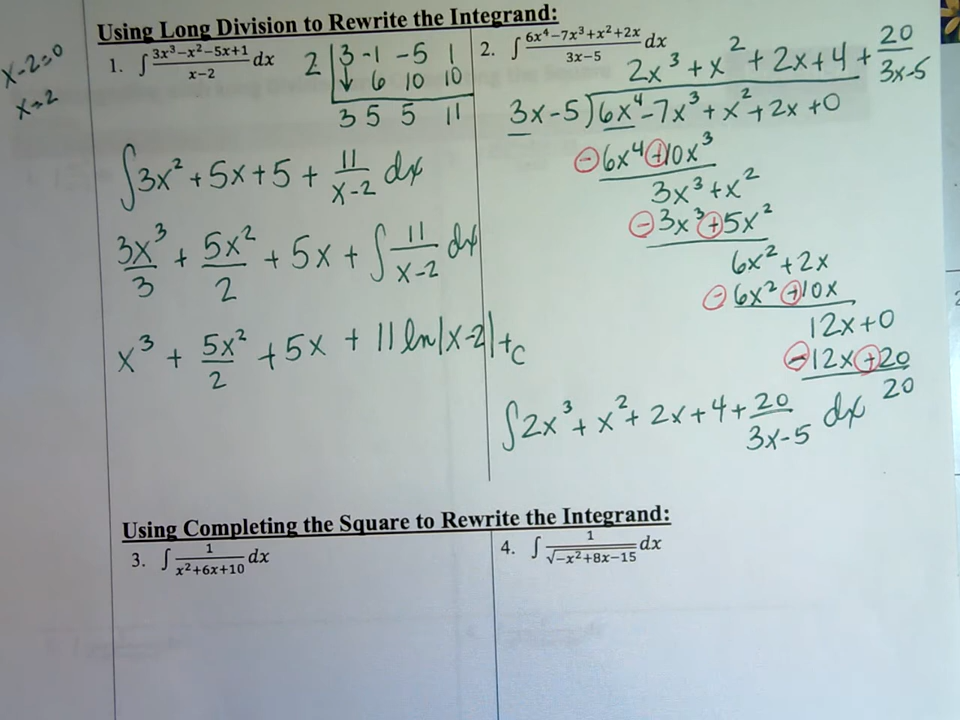 Using Long Division to Rewrite the Integrand:
x-2=0
x→2
1. ∫ (3x³−x²−5x+1)/(x−2) dx
2 | 3 -1 -5 1
↓ 6 10 10
3 5 5 11
∫3x² + 5x + 5 + 11/(x-2) dx
3x³/3 + 5x²/2 + 5x + ∫ 11/(x-2) dx
x³ + 5x²/2 + 5x + 11 ln|x-2| + c
2. ∫ (6x⁴−7x³+x²+2x)/(3x−5) dx
2x³ + x² + 2x + 4 + 20/(3x-5)
3x-5 ) 6x⁴ - 7x³ + x² + 2x + 0
- 6x⁴ + 10x³
3x³ + x²
- 3x³ + 5x²
6x² + 2x
- 6x² + 10x
12x + 0
- 12x + 20
20
∫2x³ + x² + 2x + 4 + 20/(3x-5) dx
Using Completing the Square to Rewrite the Integrand:
3. ∫ 1/(x²+6x+10) dx
4. ∫ 1/√(−x²+8x−15) dx